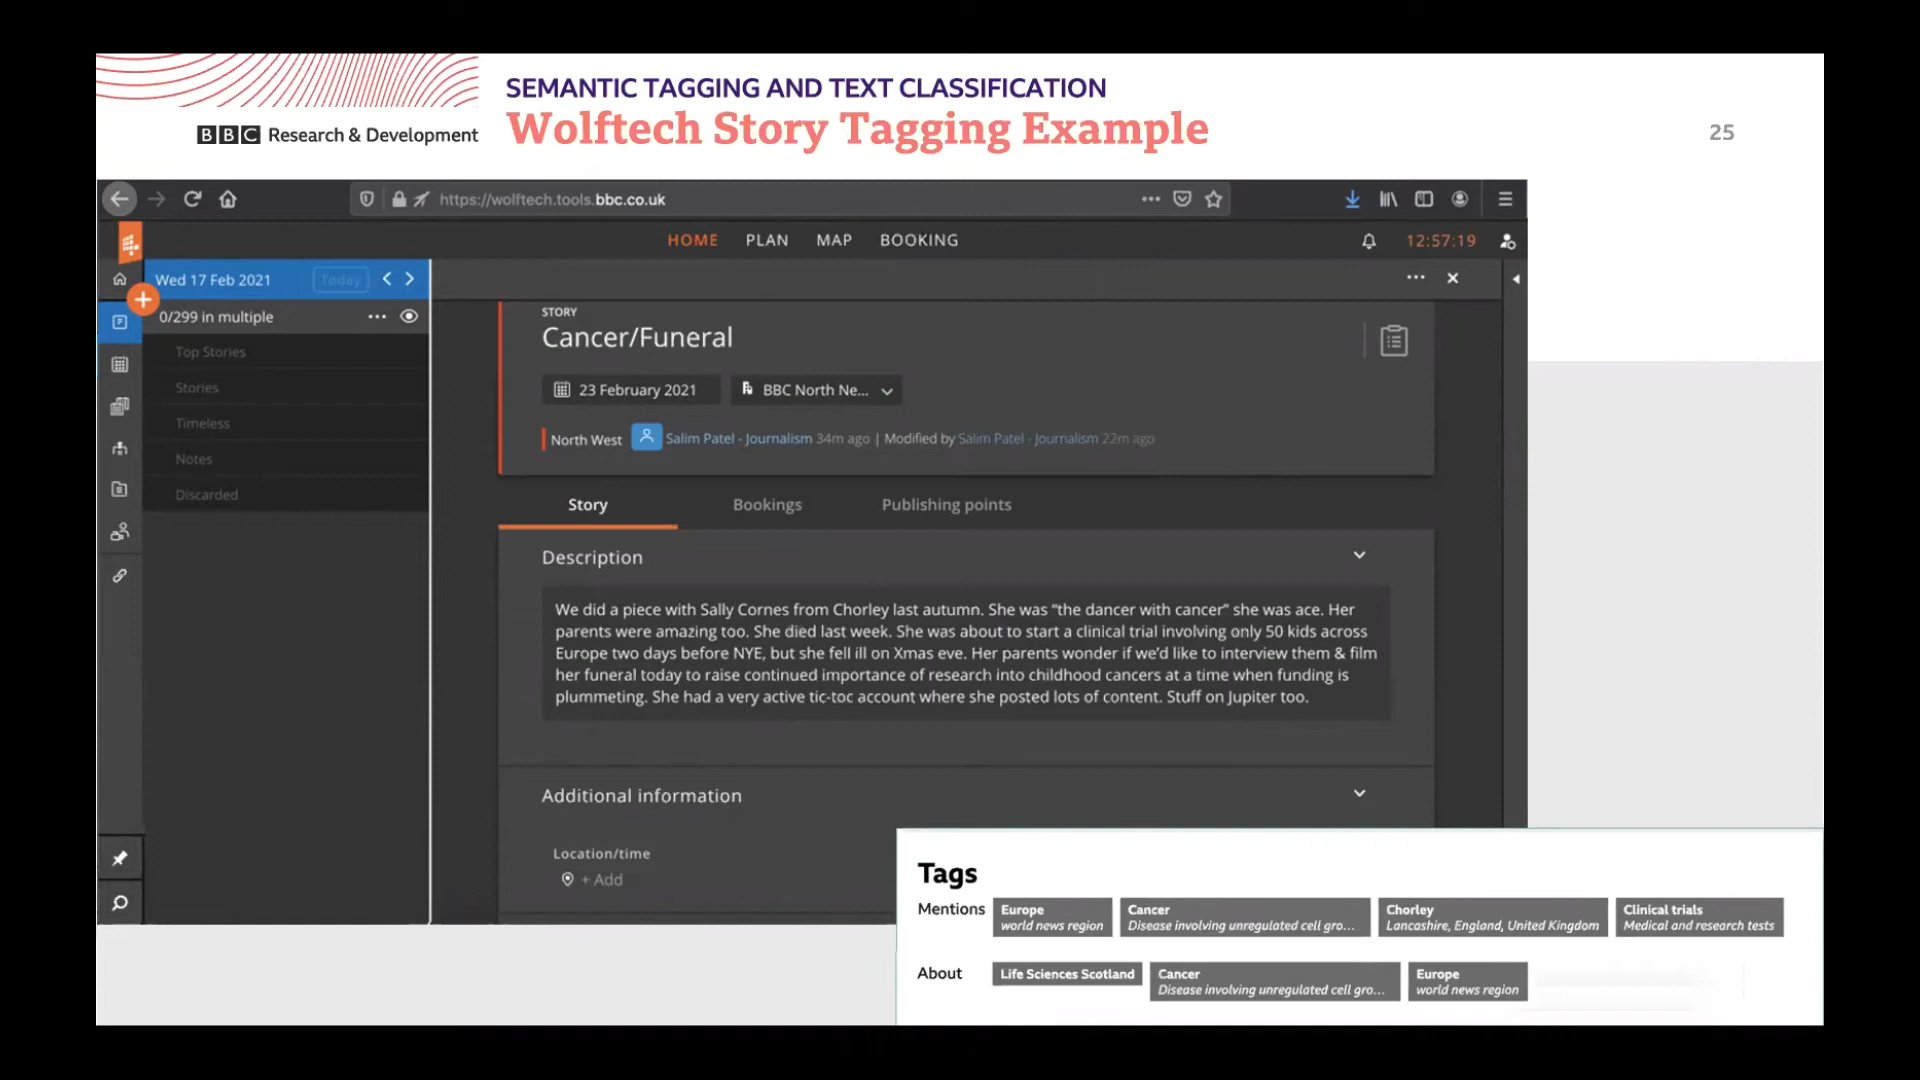 SEMANTIC TAGGING AND TEXT CLASSIFICATION
BBC Research & Development
Wolftech Story Tagging Example
25
https://wolftech.tools.bbc.co.uk
HOME PLAN MAP BOOKING
12:57:19
Wed 17 Feb 2021 Today
0/299 in multiple
Top Stories
Stories
Timeless
Notes
Discarded
STORY
Cancer/Funeral
23 February 2021 BBC North Ne...
North West Salim Patel - Journalism 34m ago | Modified by Salim Patel - Journalism 22m ago
Story Bookings Publishing points
Description
We did a piece with Sally Cornes from Chorley last autumn. She was “the dancer with cancer” she was ace. Her
parents were amazing too. She died last week. She was about to start a clinical trial involving only 50 kids across
Europe two days before NYE, but she fell ill on Xmas eve. Her parents wonder if we’d like to interview them & film
her funeral today to raise continued importance of research into childhood cancers at a time when funding is
plummeting. She had a very active tic-toc account where she posted lots of content. Stuff on Jupiter too.
Additional information
Location/time
+ Add
Tags
Mentions
Europe
world news region
Cancer
Disease involving unregulated cell gro...
Chorley
Lancashire, England, United Kingdom
Clinical trials
Medical and research tests
About
Life Sciences Scotland
Cancer
Disease involving unregulated cell gro...
Europe
world news region